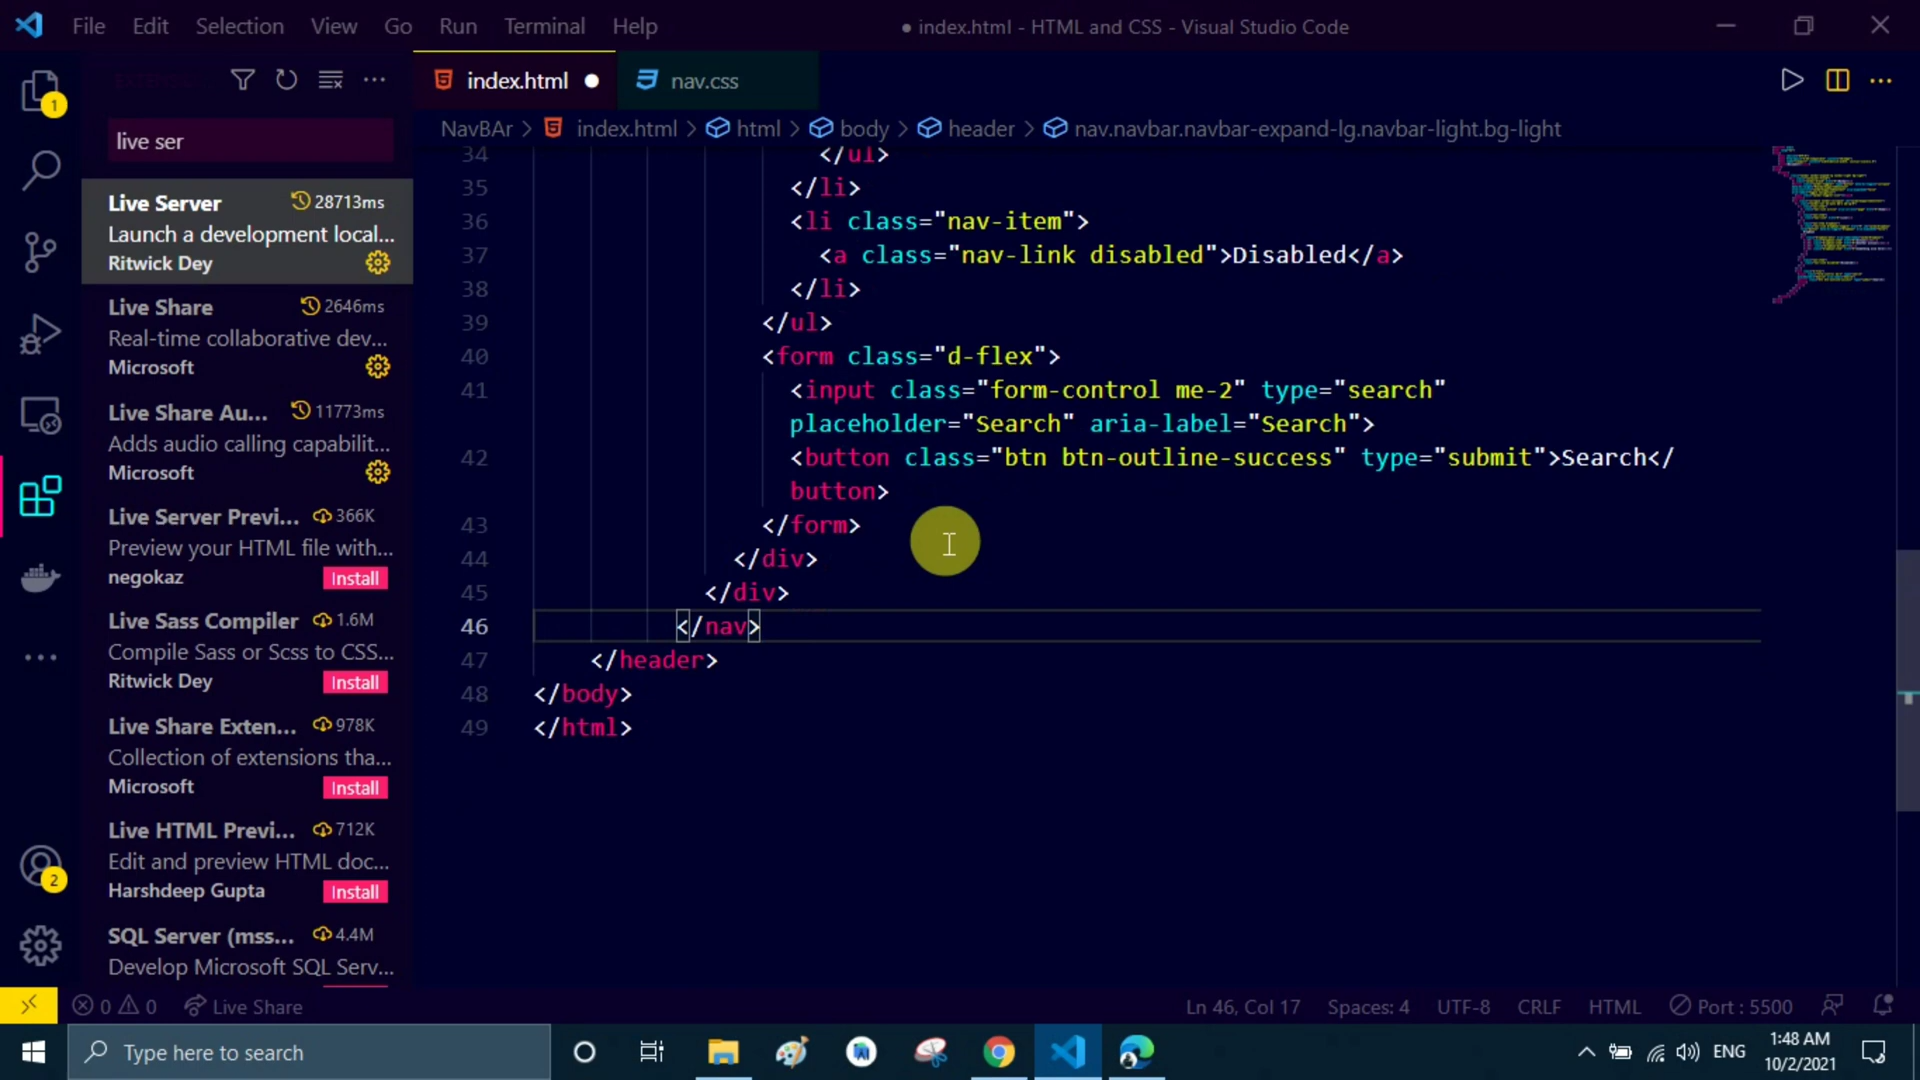 File Edit Selection View Go Run Terminal Help
● index.html - HTML and CSS - Visual Studio Code
index.html ●
nav.css
NavBAr > index.html > html > body > header > nav.navbar.navbar-expand-lg.navbar-light.bg-light
1
live ser
Live Server 28713ms
Launch a development local...
Ritwick Dey
Live Share 2646ms
Real-time collaborative dev...
Microsoft
Live Share Au... 11773ms
Adds audio calling capabilit...
Microsoft
Live Server Previ... 366K
Preview your HTML file with...
negokaz Install
Live Sass Compiler 1.6M
Compile Sass or Scss to CSS...
Ritwick Dey Install
Live Share Exten... 978K
Collection of extensions tha...
Microsoft Install
Live HTML Previ... 712K
Edit and preview HTML doc...
Harshdeep Gupta Install
SQL Server (mss... 4.4M
Develop Microsoft SQL Serv...
2
34 </ul>
35 </li>
36 <li class="nav-item">
37 <a class="nav-link disabled">Disabled</a>
38 </li>
39 </ul>
40 <form class="d-flex">
41 <input class="form-control me-2" type="search"
placeholder="Search" aria-label="Search">
42 <button class="btn btn-outline-success" type="submit">Search</
button>
43 </form>
44 </div>
45 </div>
46 </nav>
47 </header>
48 </body>
49 </html>
0 0 Live Share
Ln 46, Col 17 Spaces: 4 UTF-8 CRLF HTML Port : 5500
Type here to search
ENG
1:48 AM
10/2/2021